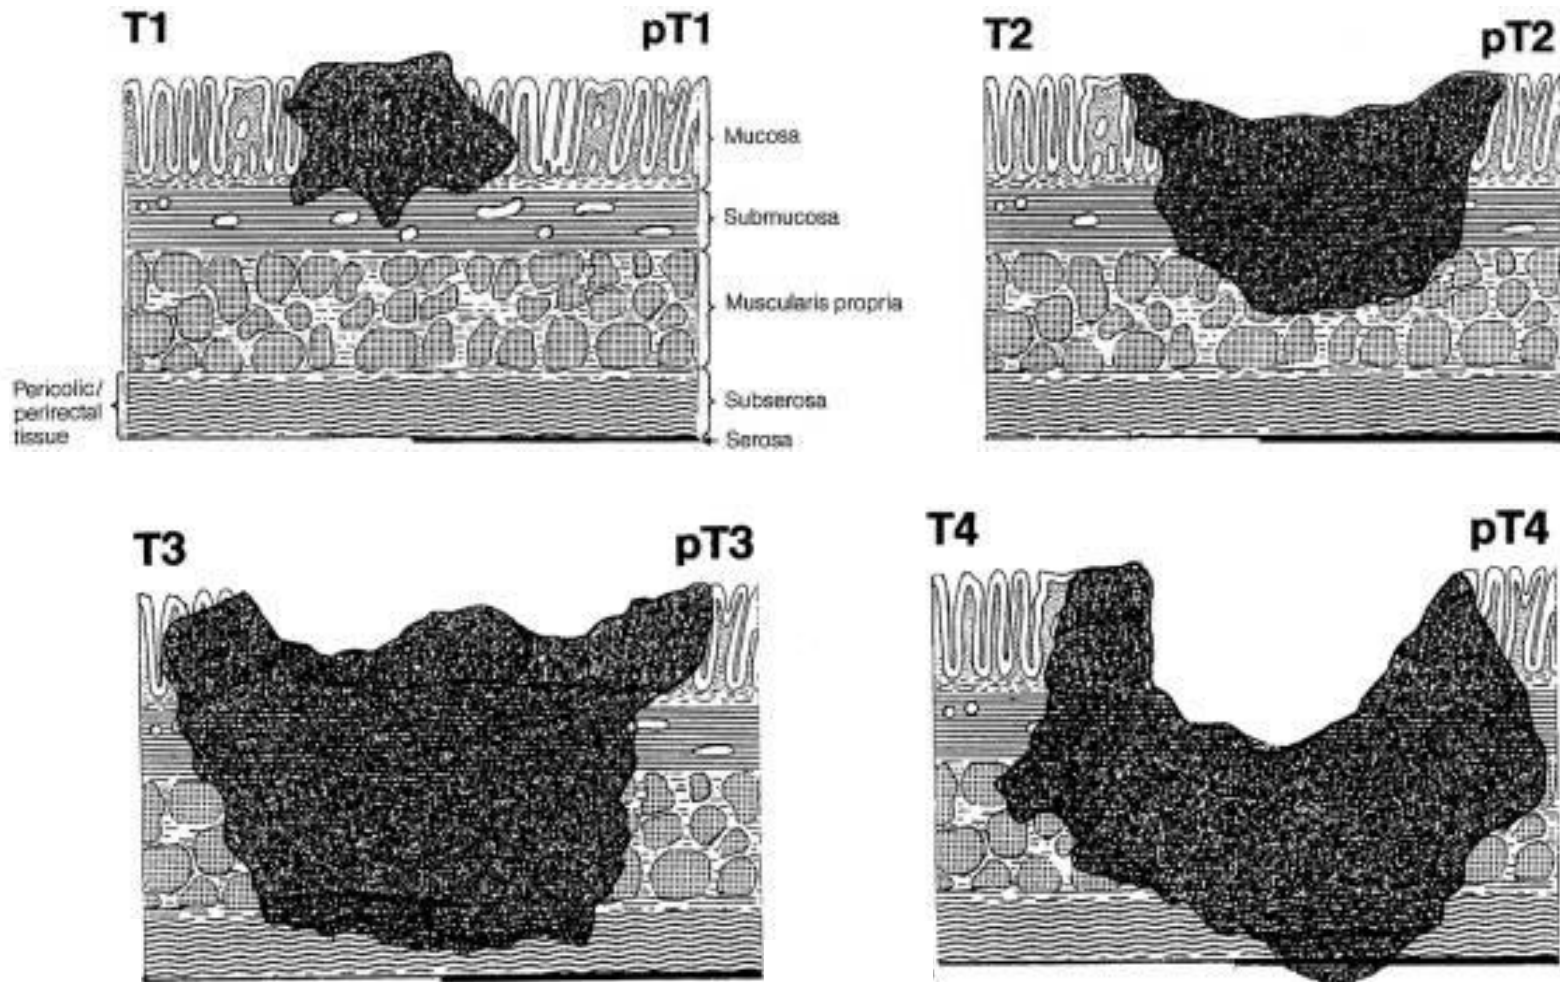 T1
pT1
T2
pT2
Mucosa
Submucosa
Muscularis propria
Pericolic/
perirectal
tissue
Subserosa
Serosa
T3
pT3
T4
pT4